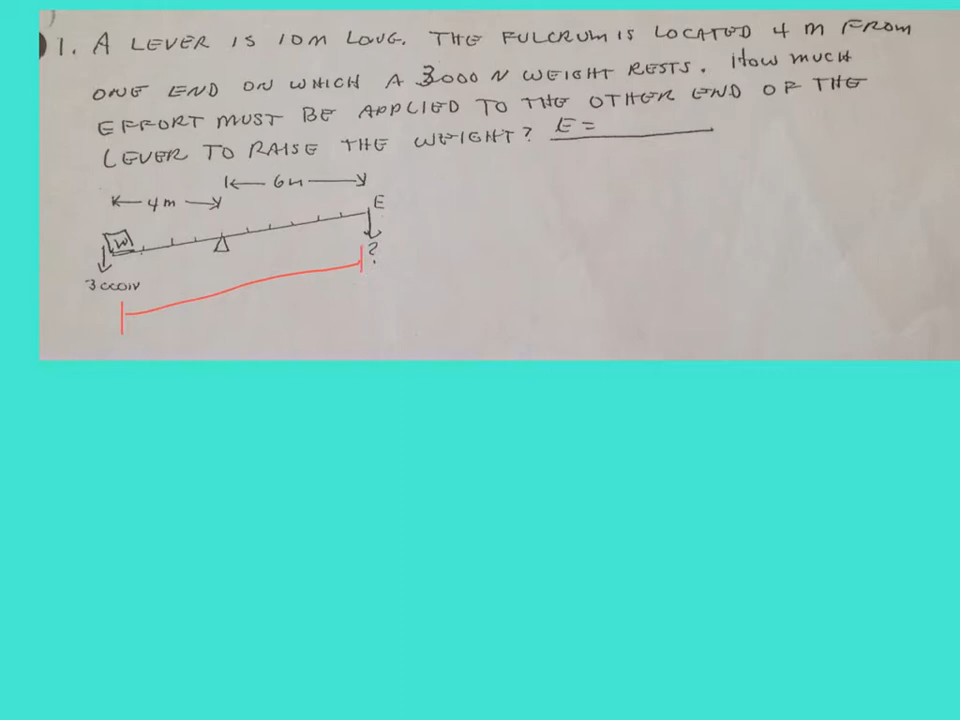 1. A LEVER IS 10M LONG. THE FULCRUM IS LOCATED 4 M FROM
ONE END ON WHICH A 3000 N WEIGHT RESTS. HOW MUCH
EFFORT MUST BE APPLIED TO THE OTHER END OF THE
LEVER TO RAISE THE WEIGHT? E =
6M
4M
E
W
?
3000N